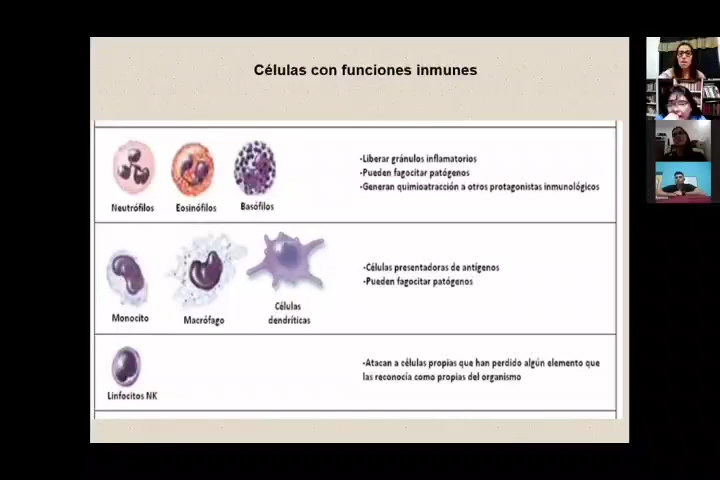 Células con funciones inmunes
Neutrófilos
Eosinófilos
Basófilos
-Liberar gránulos inflamatorios
-Pueden fagocitar patógenos
-Generan quimioatracción a otros protagonistas inmunológicos
Monocito
Macrófago
Células
dendríticas
-Células presentadoras de antígenos
-Pueden fagocitar patógenos
Linfocitos NK
-Atacan a células propias que han perdido algún elemento que
las reconocía como propias del organismo